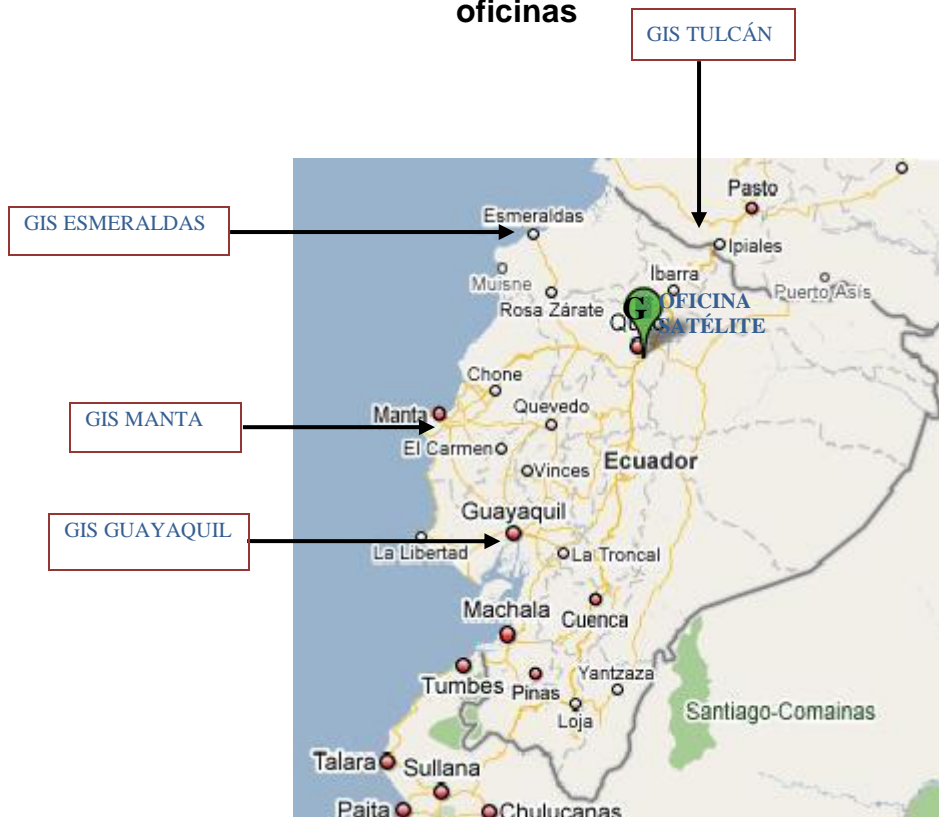 oficinas
GIS TULCÁN
Pasto
GIS ESMERALDAS
Esmeraldas
Ipiales
Muisne
Ibarra
Puerto Asís
Rosa Zárate
G OFICINA
SATÉLITE
Chone
GIS MANTA
Manta
Quevedo
El Carmen
Ecuador
Vinces
Guayaquil
GIS GUAYAQUIL
La Libertad
La Troncal
Machala
Cuenca
Tumbes
Pinas
Yantzaza
Loja
Santiago-Comainas
Talara
Sullana
Paita
Chulucanas